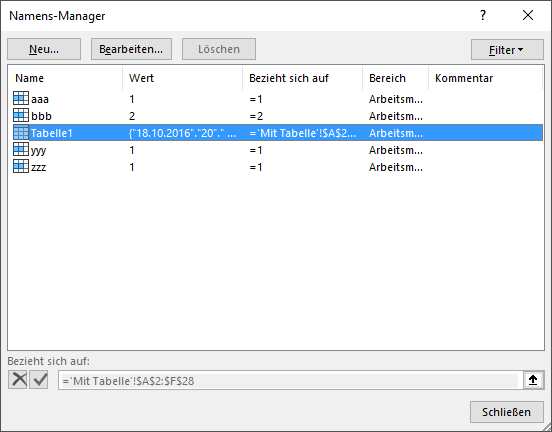 Namens-Manager ?
Neu... Bearbeiten... Löschen Filter
Name Wert Bezieht sich auf Bereich Kommentar
aaa 1 =1 Arbeitsm...
bbb 2 =2 Arbeitsm...
Tabelle1 {"18.10.2016"."20"." ... ='Mit Tabelle'!$A$2... Arbeitsm...
yyy 1 =1 Arbeitsm...
zzz 1 =1 Arbeitsm...
Bezieht sich auf:
='Mit Tabelle'!$A$2:$F$28
Schließen